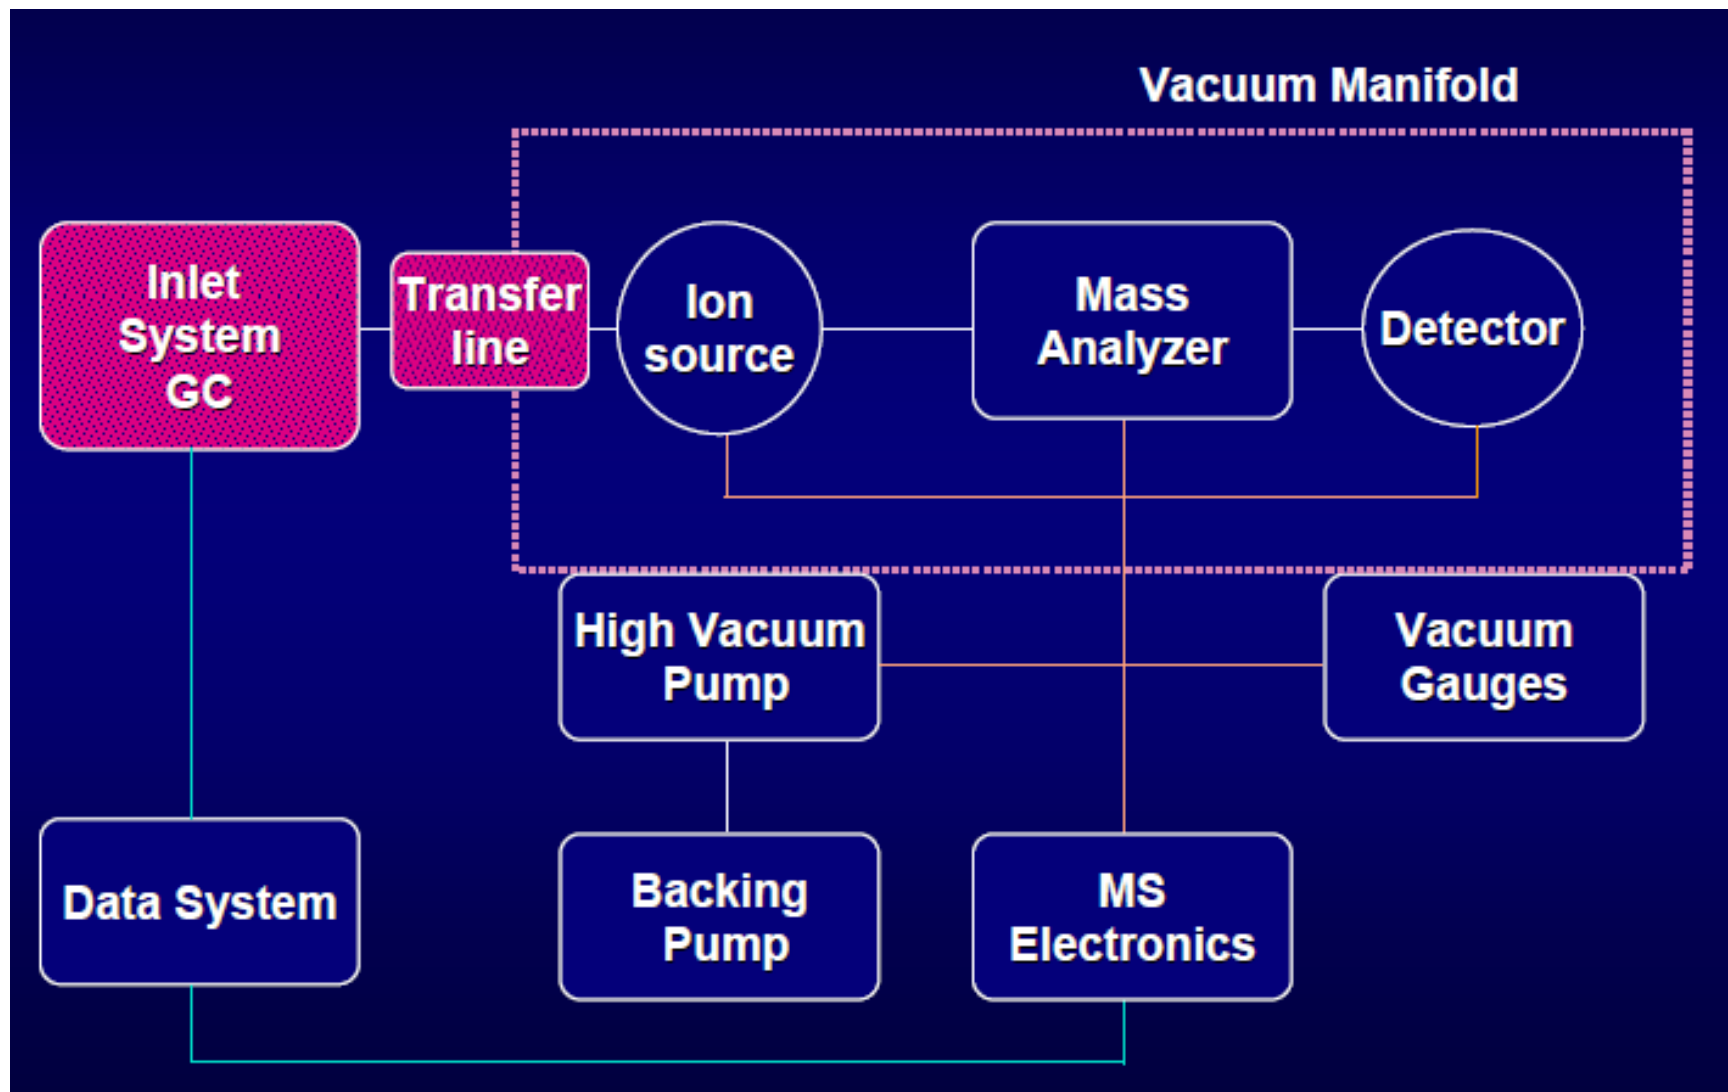 Vacuum Manifold
Inlet
System
GC
Transfer
line
Ion
source
Mass
Analyzer
Detector
High Vacuum
Pump
Vacuum
Gauges
Data System
Backing
Pump
MS
Electronics